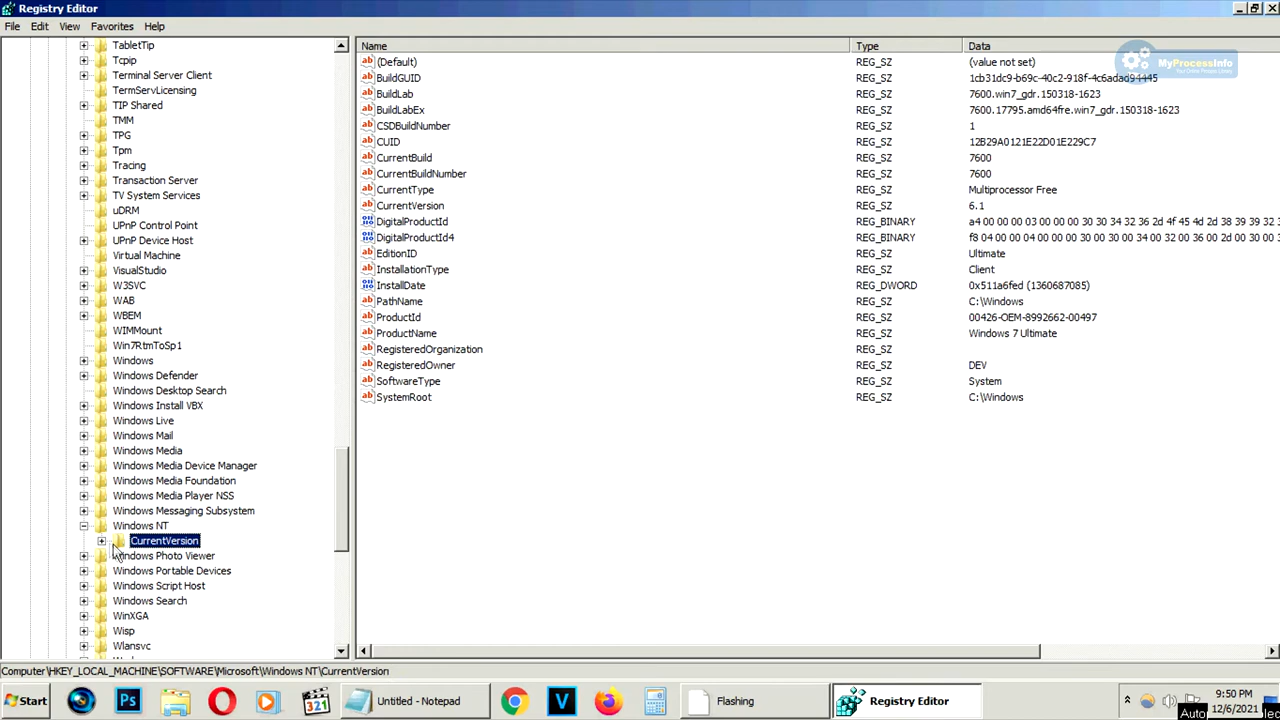 Registry Editor
File Edit View Favorites Help
TabletTip
Tcpip
Terminal Server Client
TermServLicensing
TIP Shared
TMM
TPG
Tpm
Tracing
Transaction Server
TV System Services
uDRM
UPnP Control Point
UPnP Device Host
Virtual Machine
VisualStudio
W3SVC
WAB
WBEM
WIMMount
Win7RtmToSp1
Windows
Windows Defender
Windows Desktop Search
Windows Install VBX
Windows Live
Windows Mail
Windows Media
Windows Media Device Manager
Windows Media Foundation
Windows Media Player NSS
Windows Messaging Subsystem
Windows NT
CurrentVersion
Windows Photo Viewer
Windows Portable Devices
Windows Script Host
Windows Search
WinXGA
Wisp
Wlansvc
Name Type Data
(Default) REG_SZ (value not set)
BuildGUID REG_SZ 1cb31dc9-b69c-40c2-918f-4c6adad94445
BuildLab REG_SZ 7600.win7_gdr.150318-1623
BuildLabEx REG_SZ 7600.17795.amd64fre.win7_gdr.150318-1623
CSDBuildNumber REG_SZ 1
CUID REG_SZ 12B29A0121E22D01E229C7
CurrentBuild REG_SZ 7600
CurrentBuildNumber REG_SZ 7600
CurrentType REG_SZ Multiprocessor Free
CurrentVersion REG_SZ 6.1
DigitalProductId REG_BINARY a4 00 00 00 03 00 00 00 30 30 34 32 36 2d 4f 45 4d 2d 38 39 39 32
DigitalProductId4 REG_BINARY f8 04 00 00 04 00 00 00 30 00 30 00 34 00 32 00 36 00 2d 00 30 00
EditionID REG_SZ Ultimate
InstallationType REG_SZ Client
InstallDate REG_DWORD 0x511a6fed (1360687085)
PathName REG_SZ C:\Windows
ProductId REG_SZ 00426-OEM-8992662-00497
ProductName REG_SZ Windows 7 Ultimate
RegisteredOrganization REG_SZ
RegisteredOwner REG_SZ DEV
SoftwareType REG_SZ System
SystemRoot REG_SZ C:\Windows
MyProcessInfo
Your Online Process Library
Computer\HKEY_LOCAL_MACHINE\SOFTWARE\Microsoft\Windows NT\CurrentVersion
Start Ps 321 Untitled - Notepad V Flashing Registry Editor 9:50 PM
12/6/2021
Auto